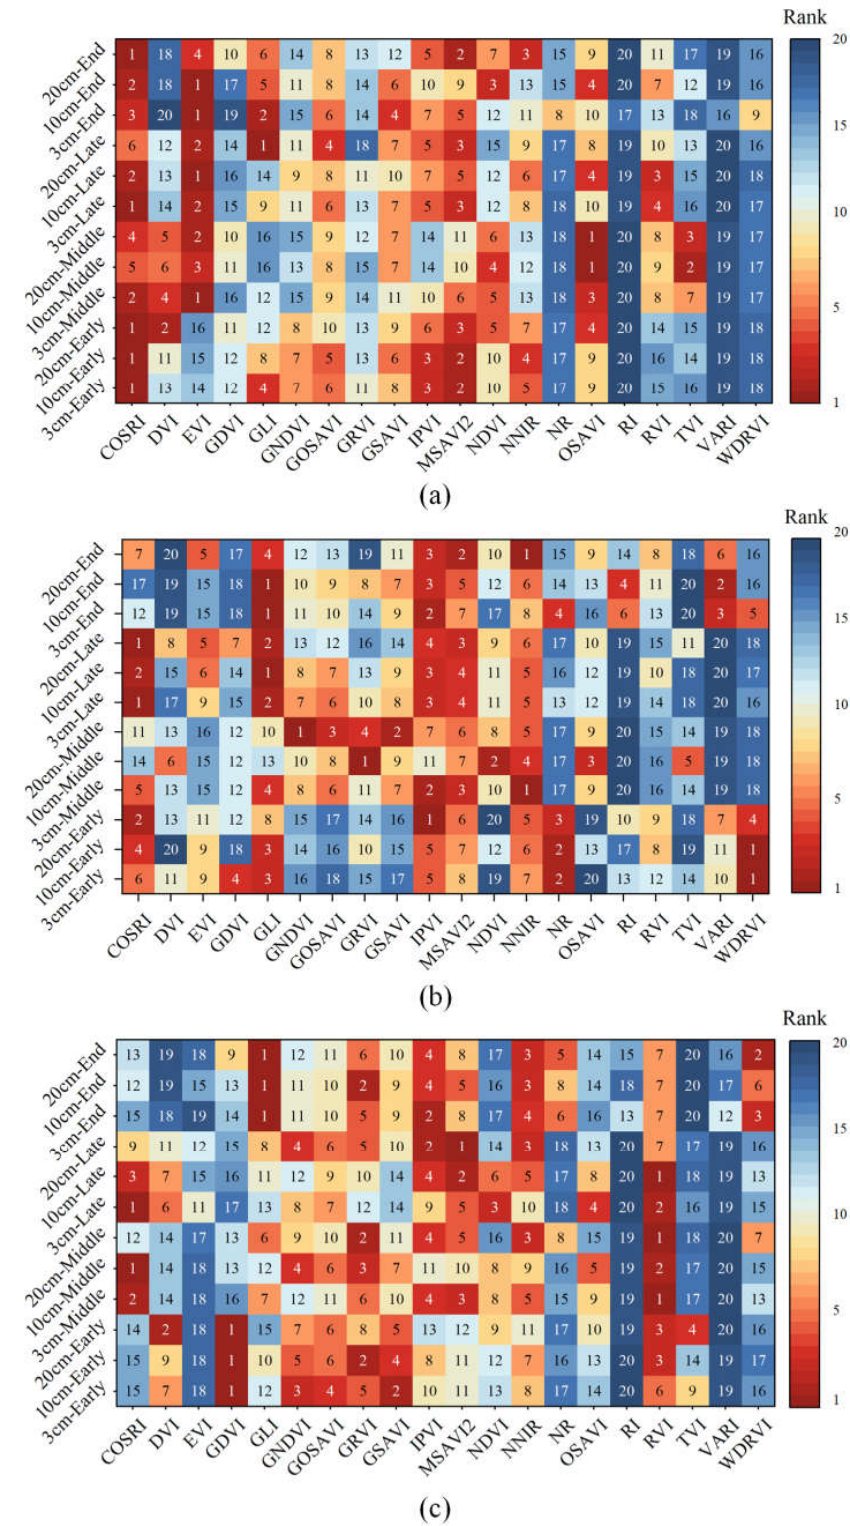 Rank
20cm-End 1 18 4 10 6 14 8 13 12 5 2 7 3 15 9 20 11 17 19 16 20
10cm-End 2 18 1 17 5 11 8 14 6 10 9 3 13 15 4 20 7 12 19 16
3cm-End 3 20 1 19 2 15 6 14 4 7 5 12 11 8 10 17 13 18 16 9 15
20cm-Late 6 12 2 14 1 11 4 18 7 5 3 15 9 17 8 19 10 13 20 16
10cm-Late 2 13 1 16 14 9 8 11 10 7 5 12 6 17 4 19 3 15 20 18
3cm-Late 1 14 2 15 9 11 6 13 6 5 3 12 8 18 10 19 4 16 20 17 10
20cm-Middle 4 5 2 10 16 15 9 12 7 14 11 6 13 18 1 20 8 3 19 17
10cm-Middle 5 6 3 11 16 13 8 15 7 14 10 4 12 18 1 20 9 2 19 17
3cm-Middle 2 4 1 16 12 15 9 14 11 10 6 5 13 18 3 20 8 7 19 17 5
20cm-Early 1 2 16 11 12 8 10 13 9 6 3 5 7 17 4 20 14 15 19 18
10cm-Early 1 11 15 12 8 7 5 13 6 3 2 10 4 17 9 20 16 14 19 18
3cm-Early 1 13 14 12 4 7 6 11 8 3 2 10 5 17 9 20 15 16 19 18 1
COSRI DVI EVI GDVI GLI GNDVI GOSAVI GRVI GSAVI IPVI MSAVI2 NDVI NNIR NR OSAVI RI RVI TVI VARI WDRVI
(a)
Rank
20cm-End 7 20 5 17 4 12 13 19 11 3 2 10 1 15 9 14 8 18 6 16 20
10cm-End 17 19 15 18 1 10 9 8 7 3 5 12 6 14 13 4 11 20 2 16
3cm-End 12 19 15 18 1 11 10 14 9 2 7 17 8 4 16 6 13 20 3 5 15
20cm-Late 1 8 5 7 2 13 12 16 14 4 3 9 6 17 10 19 15 11 20 18
10cm-Late 2 15 6 14 1 8 7 13 9 3 4 11 5 16 12 19 10 18 20 17
3cm-Late 1 17 9 15 2 7 6 10 8 3 4 11 5 13 12 19 14 18 20 16 10
20cm-Middle 11 13 16 12 10 1 3 4 2 7 6 8 5 17 9 20 15 14 19 18
10cm-Middle 14 6 15 12 13 10 8 1 9 11 7 2 4 17 3 20 16 5 19 18
3cm-Middle 5 13 15 12 4 8 6 11 7 2 3 10 1 17 9 20 16 14 19 18 5
20cm-Early 2 13 11 12 8 15 17 14 16 1 6 20 5 3 19 10 9 18 7 4
10cm-Early 4 20 9 18 3 14 16 10 15 5 7 12 6 2 13 17 8 19 11 1
3cm-Early 6 11 9 4 3 16 18 15 17 5 8 19 7 2 20 13 12 14 10 1 1
COSRI DVI EVI GDVI GLI GNDVI GOSAVI GRVI GSAVI IPVI MSAVI2 NDVI NNIR NR OSAVI RI RVI TVI VARI WDRVI
(b)
Rank
20cm-End 13 19 18 9 1 12 11 6 10 4 8 17 3 5 14 15 7 20 16 2 20
10cm-End 12 19 15 13 1 11 10 2 9 4 5 16 3 8 14 18 7 20 17 6
3cm-End 15 18 19 14 1 11 10 5 9 2 8 17 4 6 16 13 7 20 12 3 15
20cm-Late 9 11 12 15 8 4 6 5 10 2 1 14 3 18 13 20 7 17 19 16
10cm-Late 3 7 15 16 11 12 9 10 14 4 2 6 5 17 8 20 1 18 19 13
3cm-Late 1 6 11 17 13 8 7 12 14 9 5 3 10 18 4 20 2 16 19 15 10
20cm-Middle 12 14 17 13 6 9 10 2 11 4 5 16 3 8 15 19 1 18 20 7
10cm-Middle 1 14 18 13 12 4 6 3 7 11 10 8 9 16 5 19 2 17 20 15
3cm-Middle 2 14 18 16 7 12 11 6 10 4 3 8 5 15 9 19 1 17 20 13 5
20cm-Early 14 2 18 1 15 7 6 8 5 13 12 9 11 17 10 19 3 4 20 16
10cm-Early 15 9 18 1 10 5 6 2 4 8 11 12 7 16 13 20 3 14 19 17
3cm-Early 15 7 18 1 12 3 4 5 2 10 11 13 8 17 14 20 6 9 19 16 1
COSRI DVI EVI GDVI GLI GNDVI GOSAVI GRVI GSAVI IPVI MSAVI2 NDVI NNIR NR OSAVI RI RVI TVI VARI WDRVI
(c)